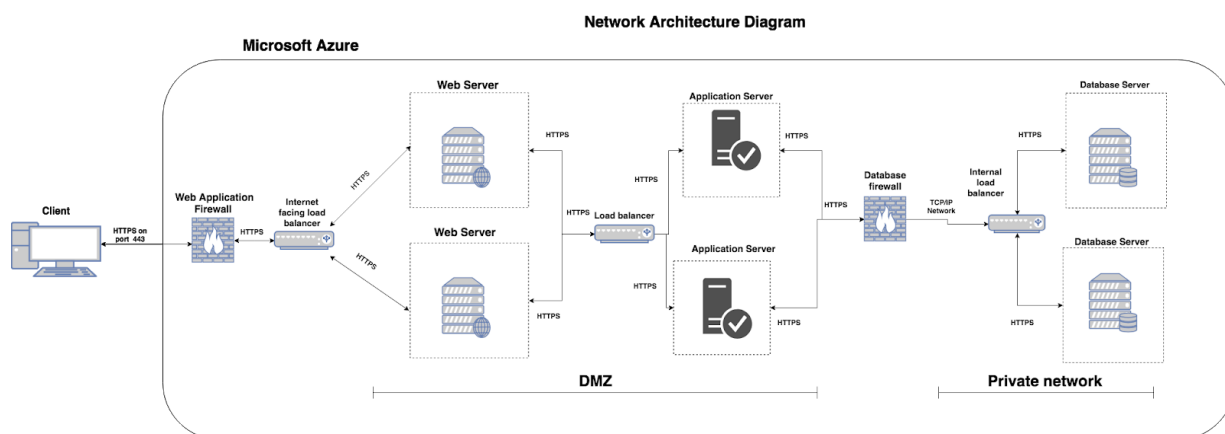 Network Architecture Diagram
Microsoft Azure
Client
HTTPS on
port 443
Web Application
Firewall
HTTPS
Internet
facing load
balancer
HTTPS
HTTPS
Web Server
Web Server
HTTPS
HTTPS
HTTPS
Load balancer
HTTPS
HTTPS
Application Server
Application Server
HTTPS
HTTPS
HTTPS
Database
firewall
TCP/IP
Network
Internal
load
balancer
HTTPS
HTTPS
Database Server
Database Server
DMZ
Private network